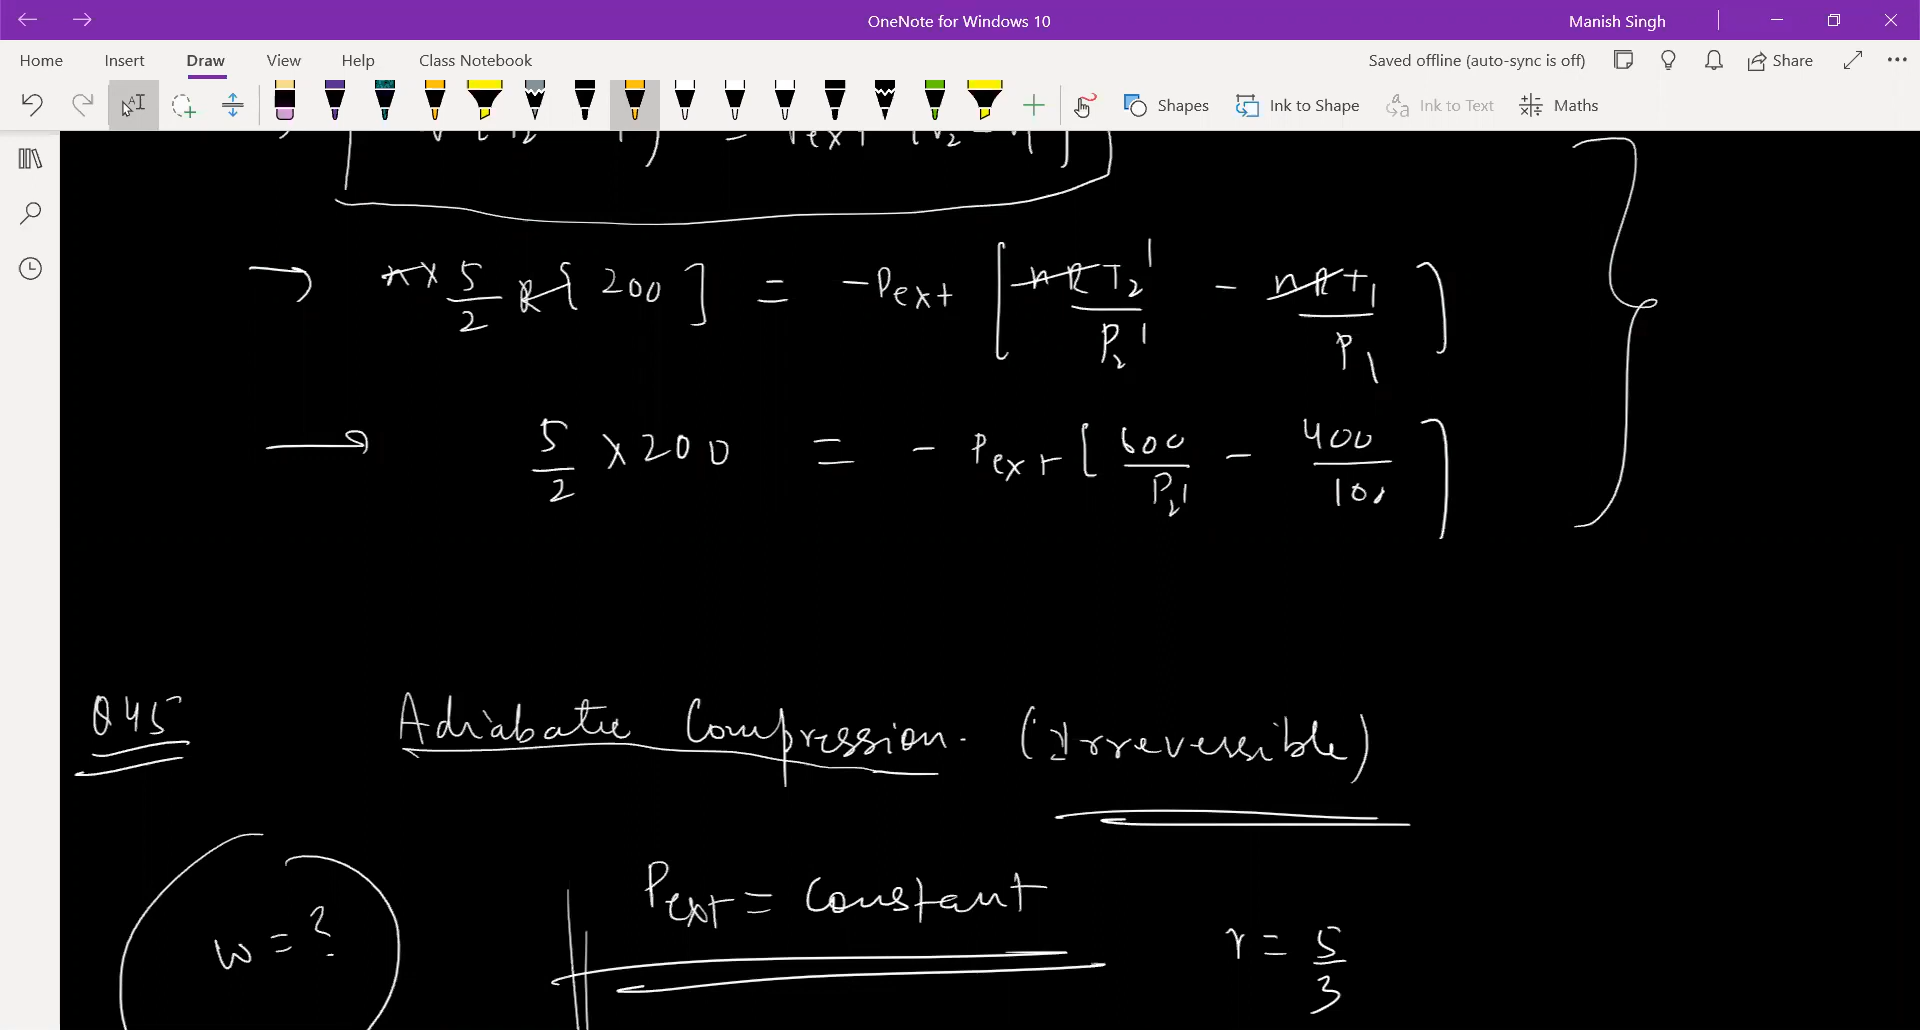 OneNote for Windows 10
Manish Singh
Home Insert Draw View Help Class Notebook
Saved offline (auto-sync is off) Share
Shapes Ink to Shape Ink to Text Maths
→ n × 5/2 R [ 200 ] = - Pext [ nRT2' / P2' - nRT1 / P1 ]
→ 5/2 × 200 = - Pext [ 600 / P2' - 400 / 100 ]
Q45 Adiabatic Compression. (Irreversible)
w = ? Pext = constant
γ = 5/3